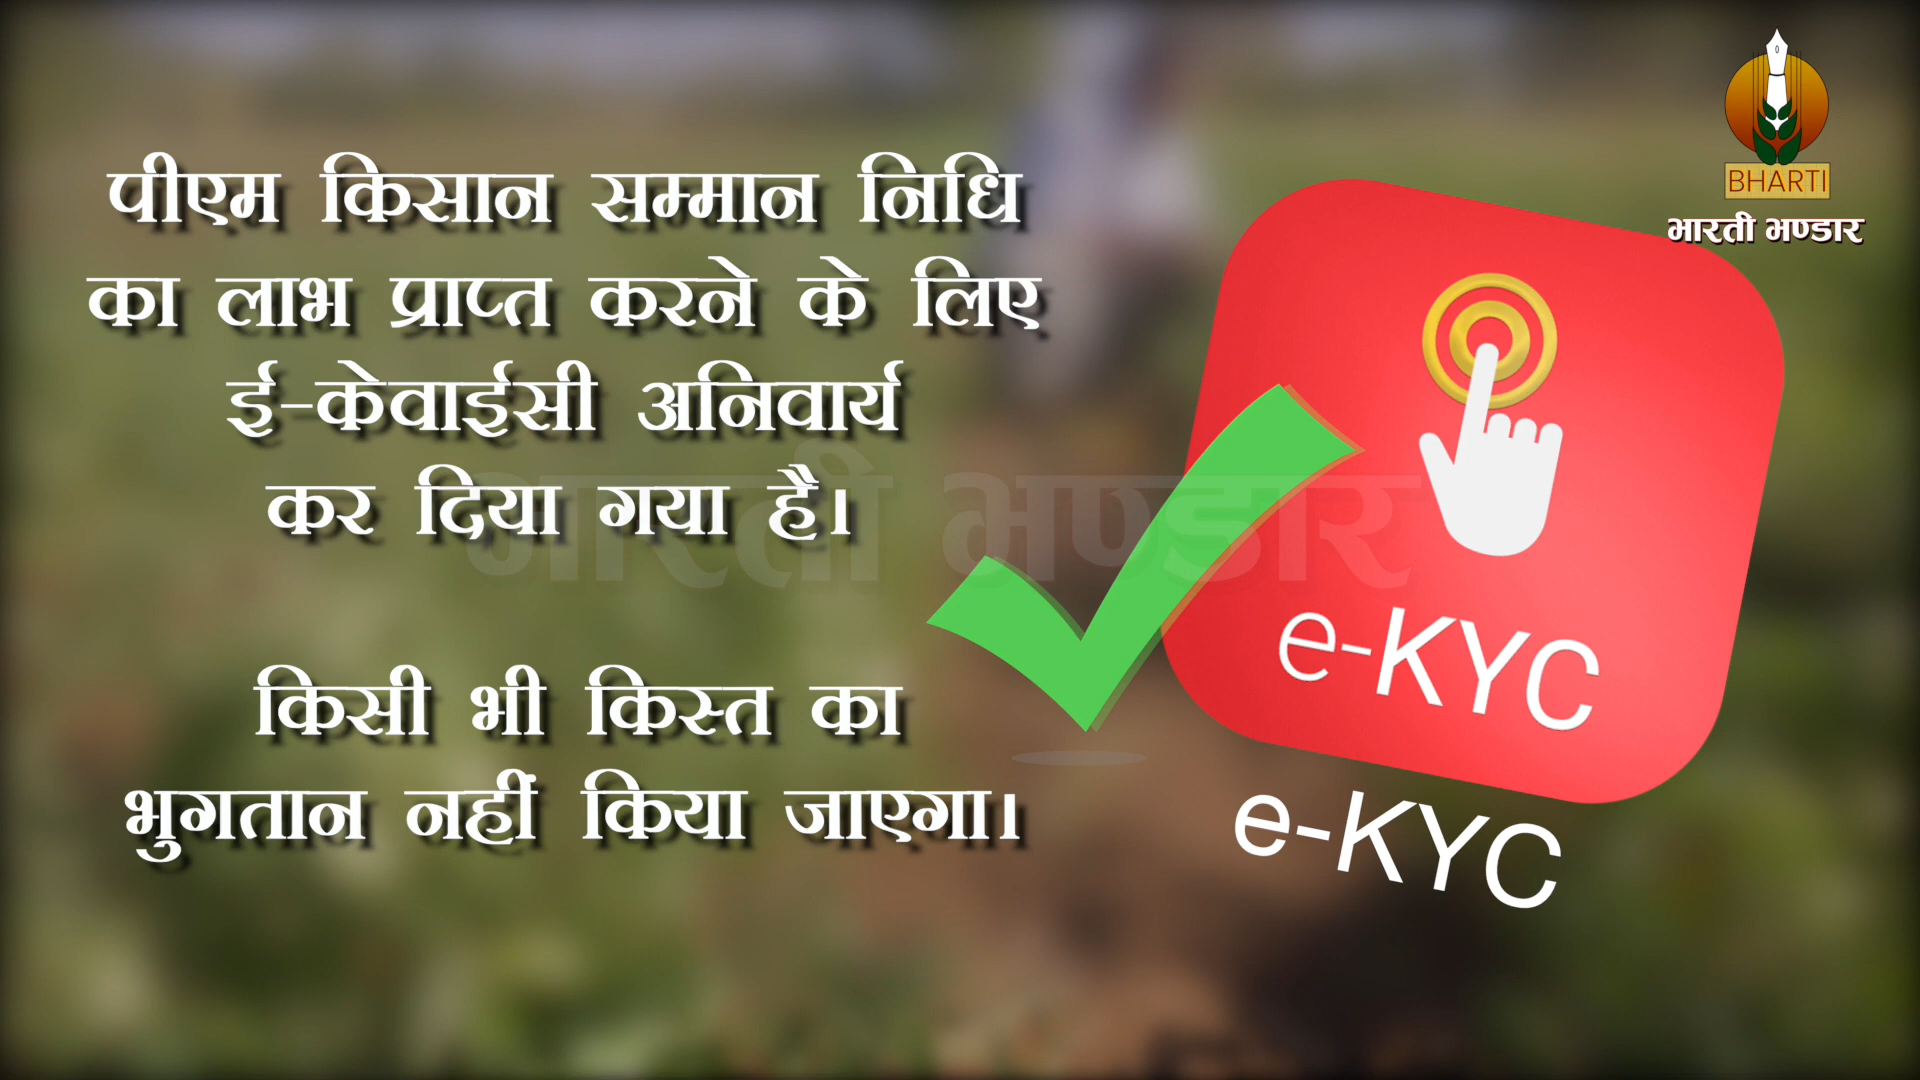 पीएम किसान सम्मान निधि
का लाभ प्राप्त करने के लिए
ई-केवाईसी अनिवार्य
कर दिया गया है।
किसी भी किस्त का
भुगतान नहीं किया जाएगा।
BHARTI
भारती भण्डार
e-KYC
e-KYC
भारती भण्डार